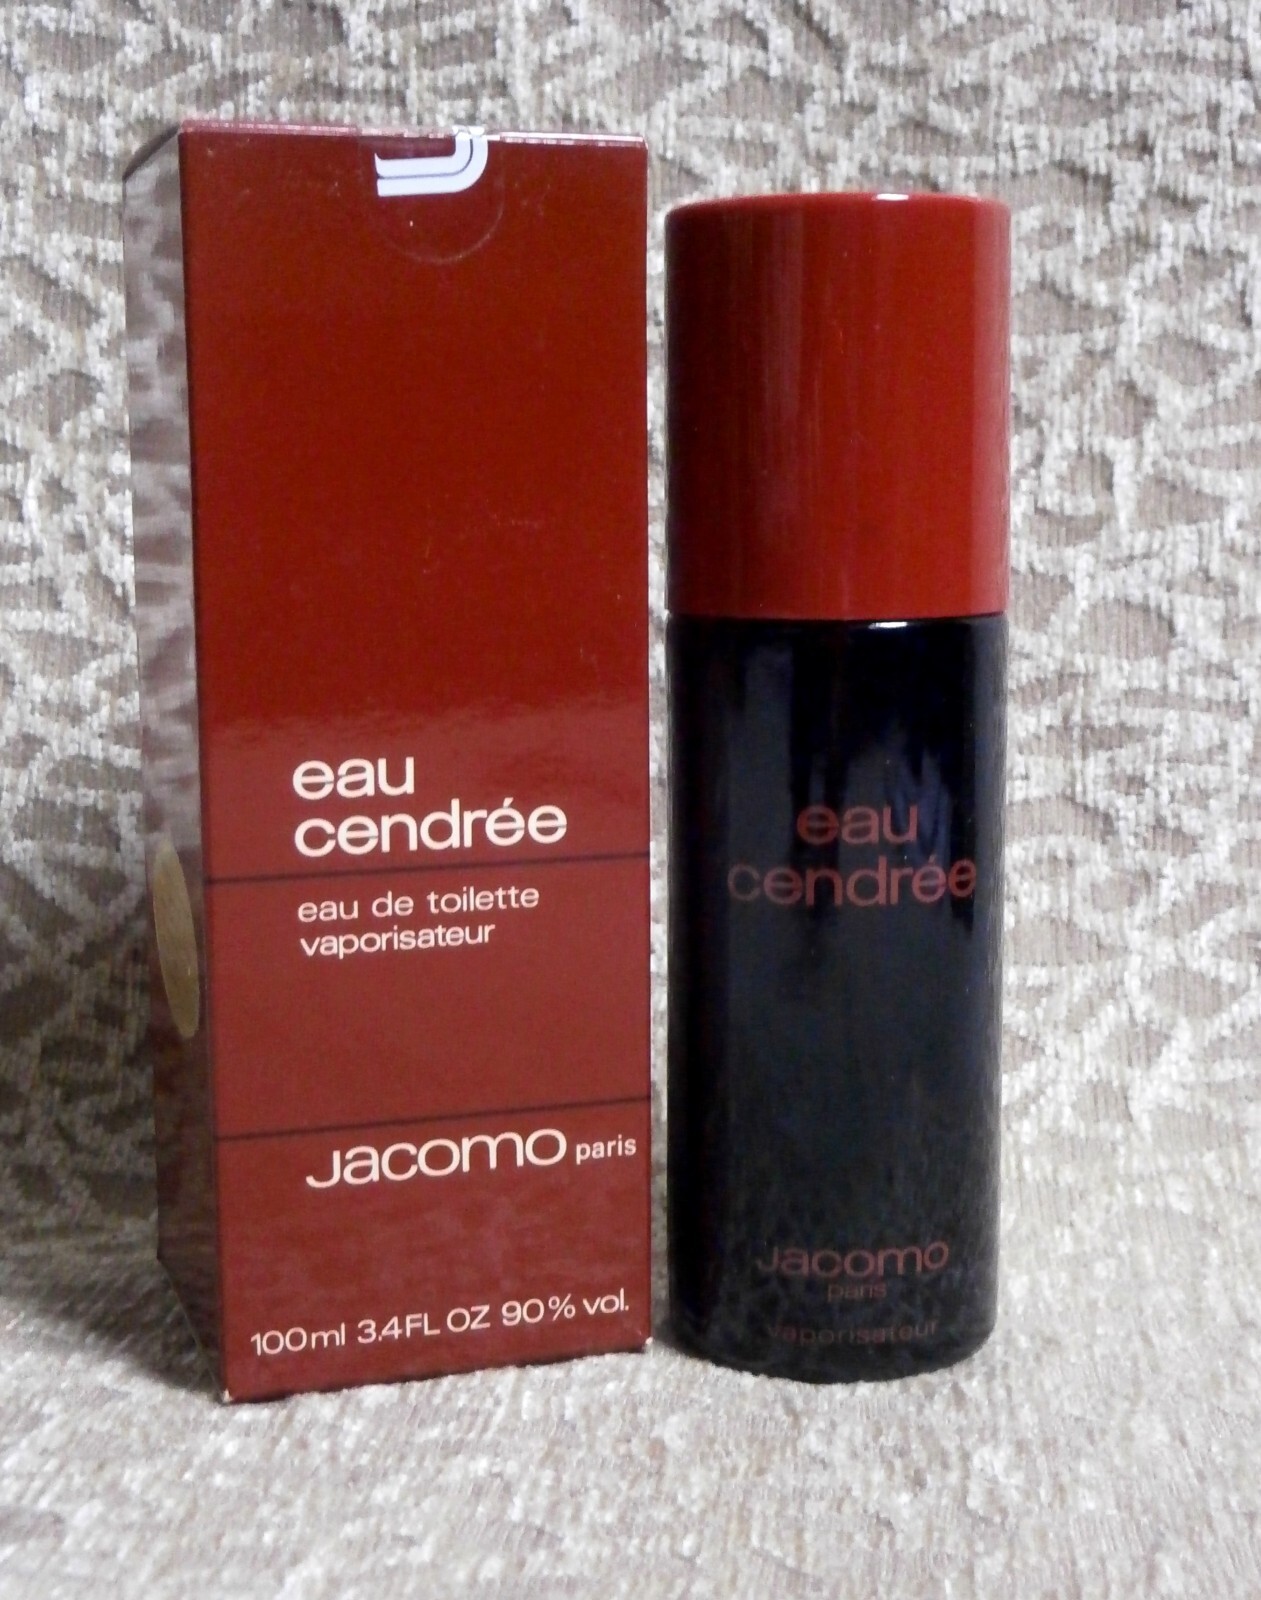 eau
cendrée
eau de toilette
vaporisateur
Jacomo paris
100ml 3.4FL OZ 90% vol.
eau
cendrée
Jacomo
paris
vaporisateur